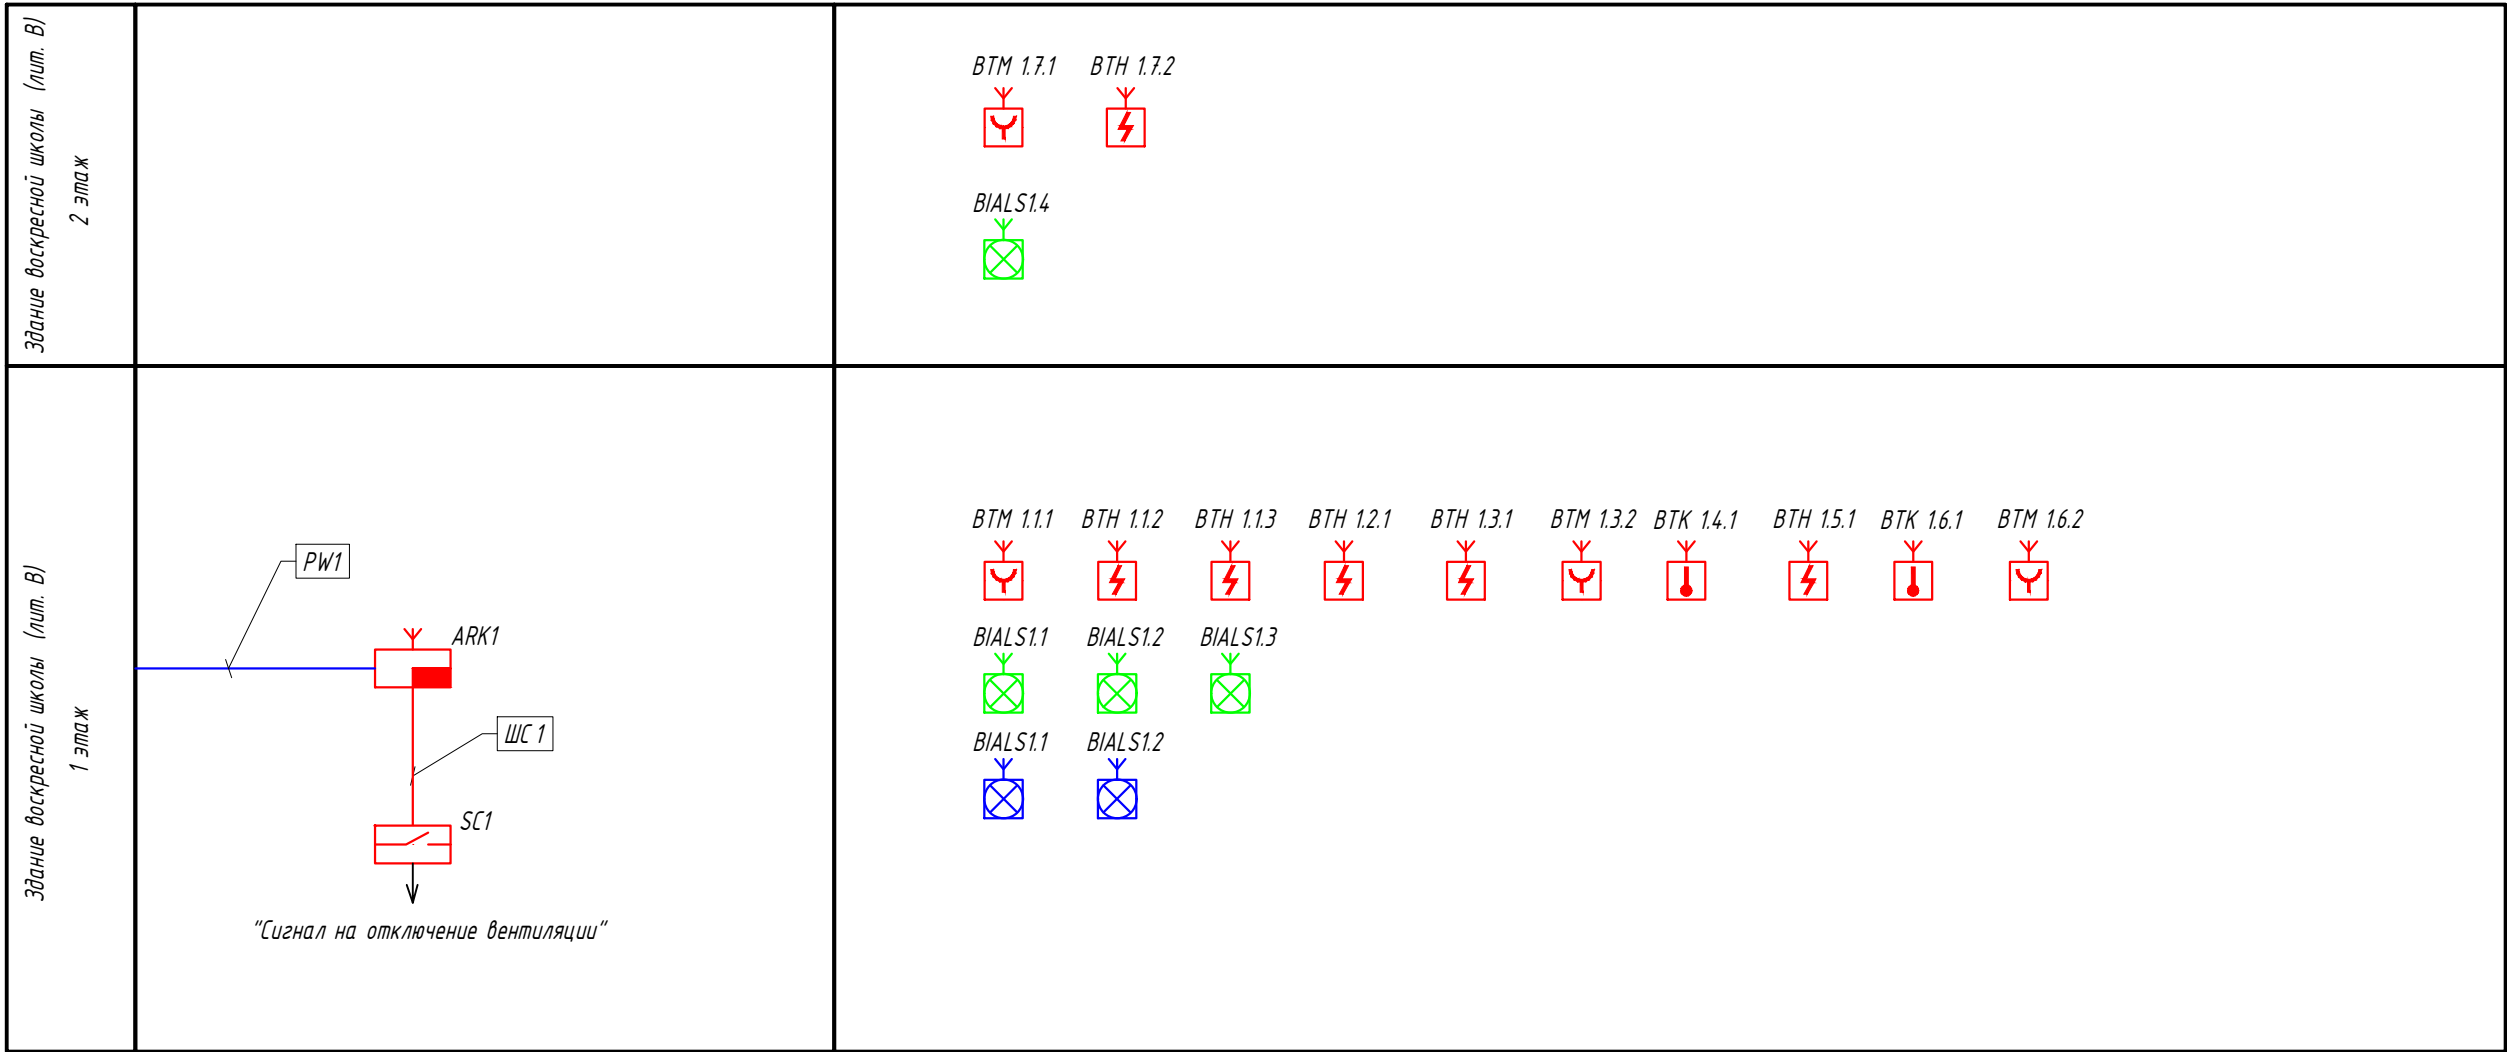 Здание воскресной школы (лит. В)
2 этаж
BTM 1.7.1 BTH 1.7.2
BIALS1.4
Здание воскресной школы (лит. В)
1 этаж
PW1
ARK1
ШС 1
SC1
"Сигнал на отключение вентиляции"
BTM 1.1.1 BTH 1.1.2 BTH 1.1.3 BTH 1.2.1 BTH 1.3.1 BTM 1.3.2 BTK 1.4.1 BTH 1.5.1 BTK 1.6.1 BTM 1.6.2
BIALS1.1 BIALS1.2 BIALS1.3
BIALS1.1 BIALS1.2